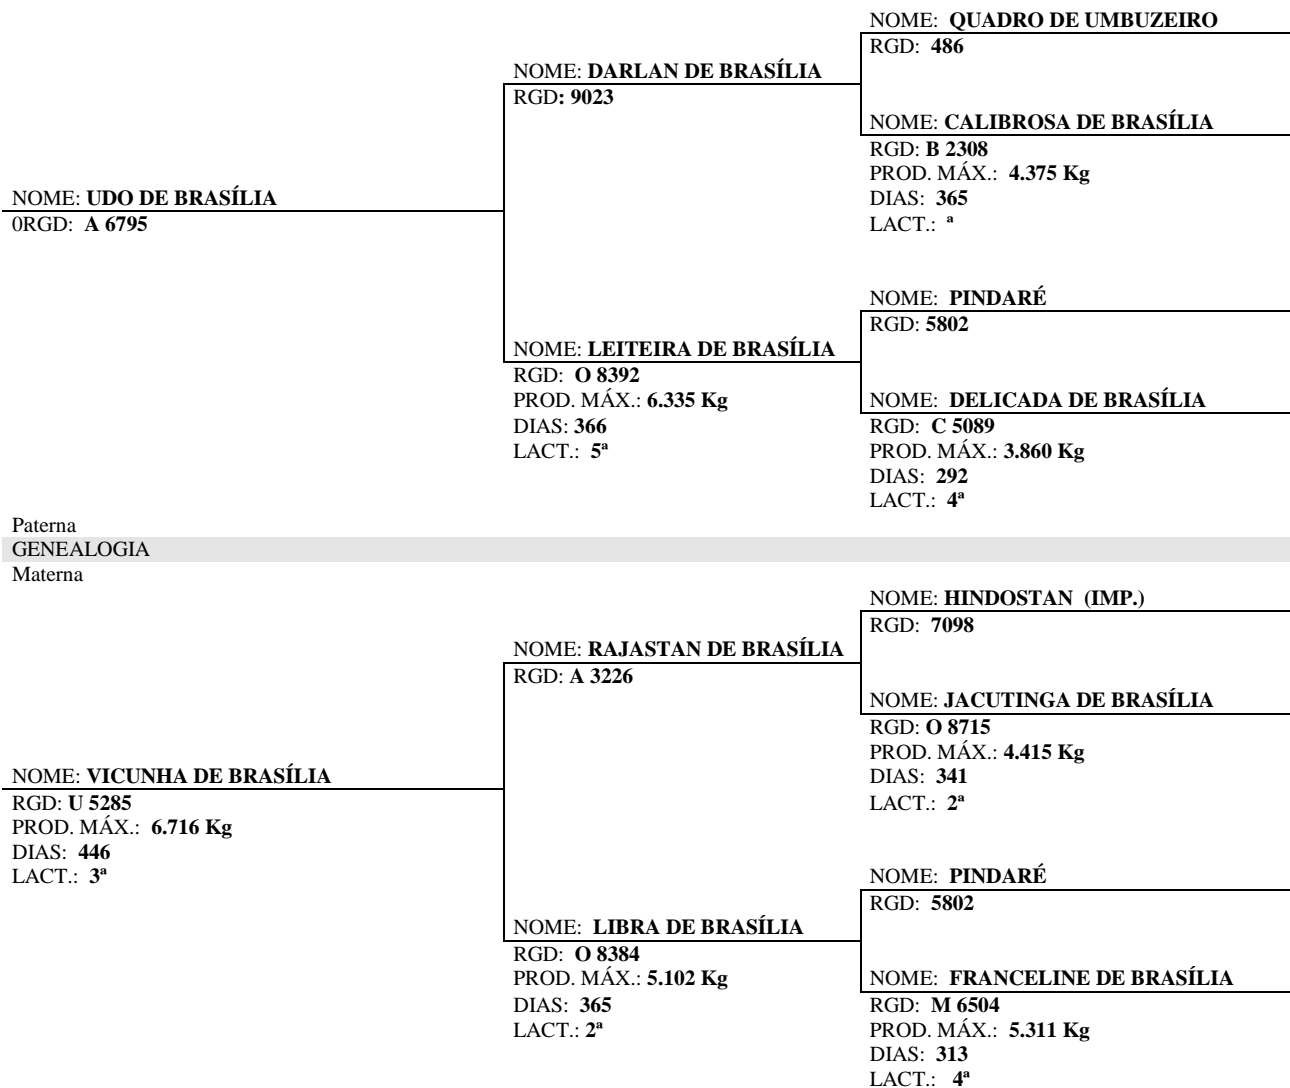 NOME: QUADRO DE UMBUZEIRO
RGD: 486
NOME: DARLAN DE BRASÍLIA
RGD: 9023
NOME: CALIBROSA DE BRASÍLIA
RGD: B 2308
PROD. MÁX.: 4.375 Kg
DIAS: 365
LACT.: ª
NOME: UDO DE BRASÍLIA
0RGD: A 6795
NOME: PINDARÉ
RGD: 5802
NOME: LEITEIRA DE BRASÍLIA
RGD: O 8392
PROD. MÁX.: 6.335 Kg
DIAS: 366
LACT.: 5ª
NOME: DELICADA DE BRASÍLIA
RGD: C 5089
PROD. MÁX.: 3.860 Kg
DIAS: 292
LACT.: 4ª
Paterna
GENEALOGIA
Materna
NOME: HINDOSTAN (IMP.)
RGD: 7098
NOME: RAJASTAN DE BRASÍLIA
RGD: A 3226
NOME: JACUTINGA DE BRASÍLIA
RGD: O 8715
PROD. MÁX.: 4.415 Kg
DIAS: 341
LACT.: 2ª
NOME: VICUNHA DE BRASÍLIA
RGD: U 5285
PROD. MÁX.: 6.716 Kg
DIAS: 446
LACT.: 3ª
NOME: PINDARÉ
RGD: 5802
NOME: LIBRA DE BRASÍLIA
RGD: O 8384
PROD. MÁX.: 5.102 Kg
DIAS: 365
LACT.: 2ª
NOME: FRANCELINE DE BRASÍLIA
RGD: M 6504
PROD. MÁX.: 5.311 Kg
DIAS: 313
LACT.: 4ª